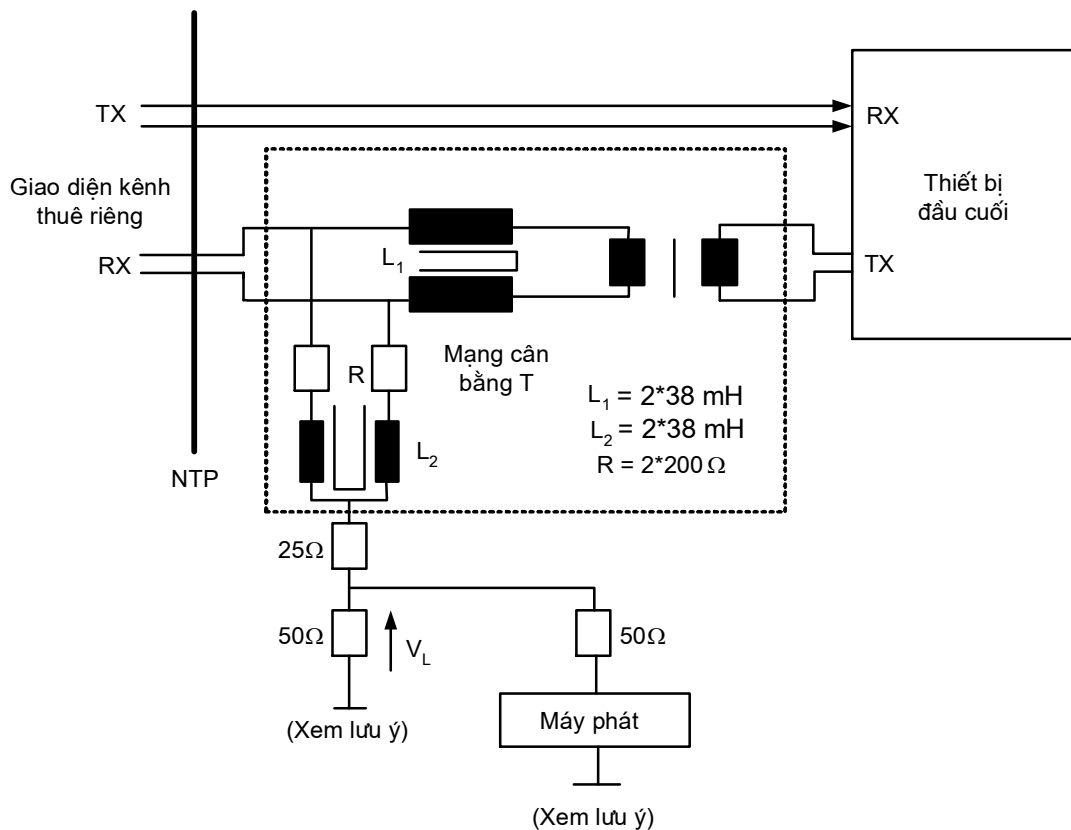 TX
RX
Giao diện kênh
thuê riêng
Thiết bị
đầu cuối
RX
L1
TX
Mạng cân
bằng T
R
L1 = 2*38 mH
L2 = 2*38 mH
R = 2*200 Ω
L2
NTP
25Ω
50Ω
VL
50Ω
(Xem lưu ý)
Máy phát
(Xem lưu ý)